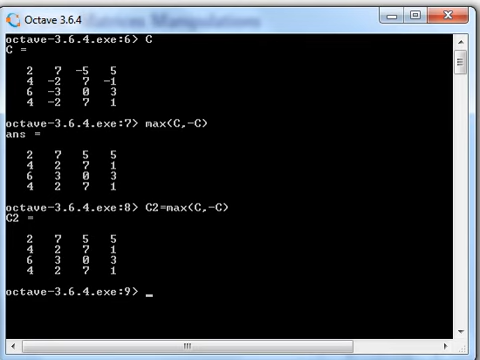 Matrices Manipulations
Octave 3.6.4
octave-3.6.4.exe:6> C
C =
2 7 -5 5
4 -2 7 -1
6 -3 0 3
4 -2 7 1
octave-3.6.4.exe:7> max(C,-C)
ans =
2 7 5 5
4 2 7 1
6 3 0 3
4 2 7 1
octave-3.6.4.exe:8> C2=max(C,-C)
C2 =
2 7 5 5
4 2 7 1
6 3 0 3
4 2 7 1
octave-3.6.4.exe:9> _